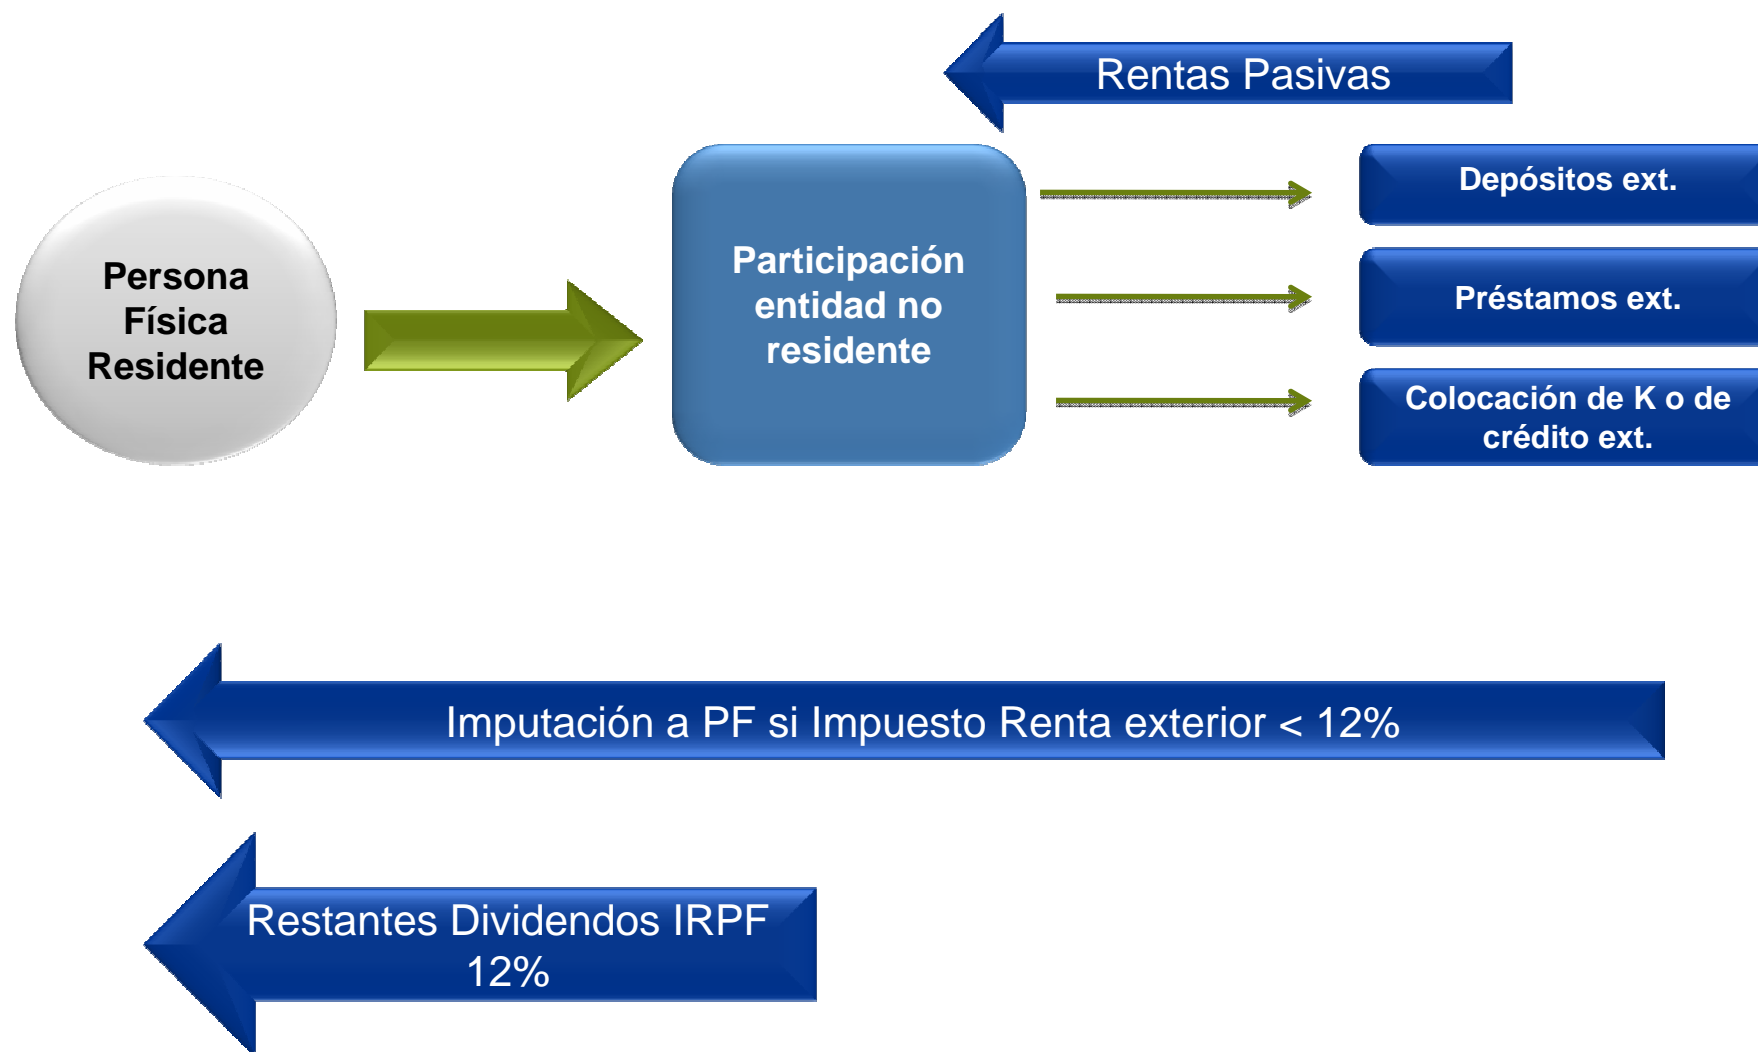 Rentas Pasivas
Persona
Física
Residente
Participación
entidad no
residente
Depósitos ext.
Préstamos ext.
Colocación de K o de
crédito ext.
Imputación a PF si Impuesto Renta exterior < 12%
Restantes Dividendos IRPF
12%